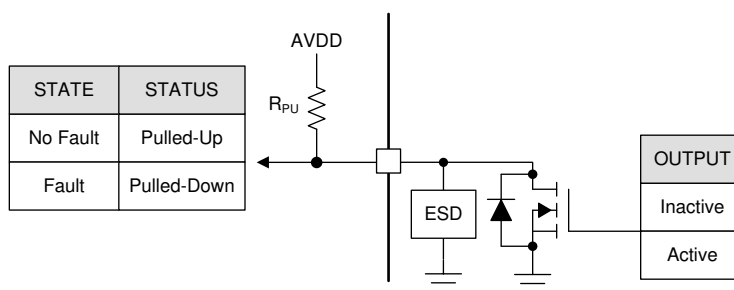 AVDD
STATE STATUS
R_PU
No Fault Pulled-Up
Fault Pulled-Down
OUTPUT
ESD
Inactive
Active